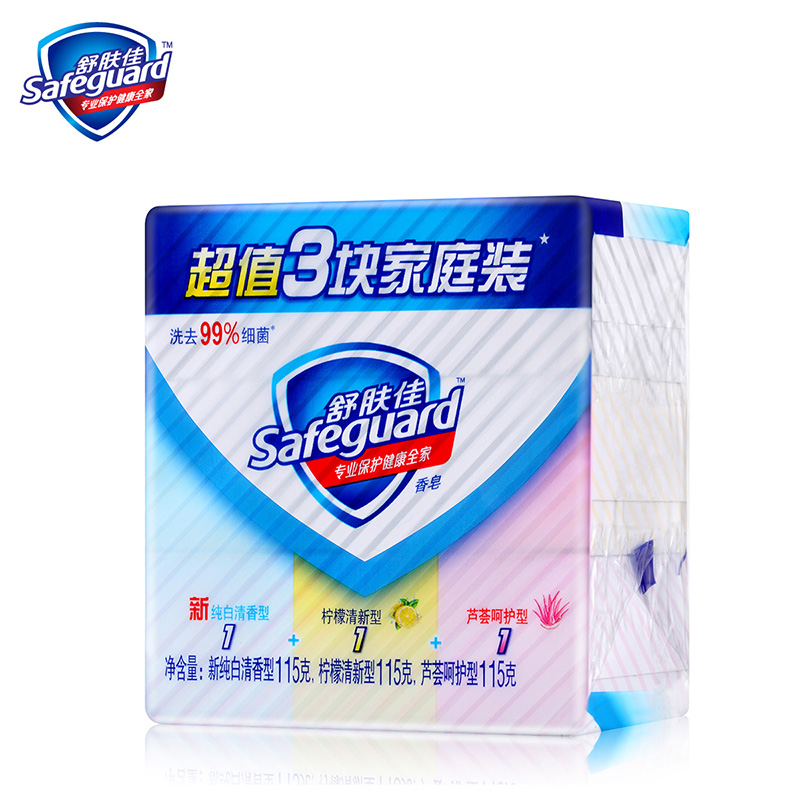 舒肤佳™
Safeguard
专业保护健康全家
超值3块家庭装*
洗去99%细菌*
舒肤佳™
Safeguard
专业保护健康全家
香皂
新纯白清香型 柠檬清新型 芦荟呵护型
1 + 1 + 1
净含量：新纯白清香型115克, 柠檬清新型115克, 芦荟呵护型115克